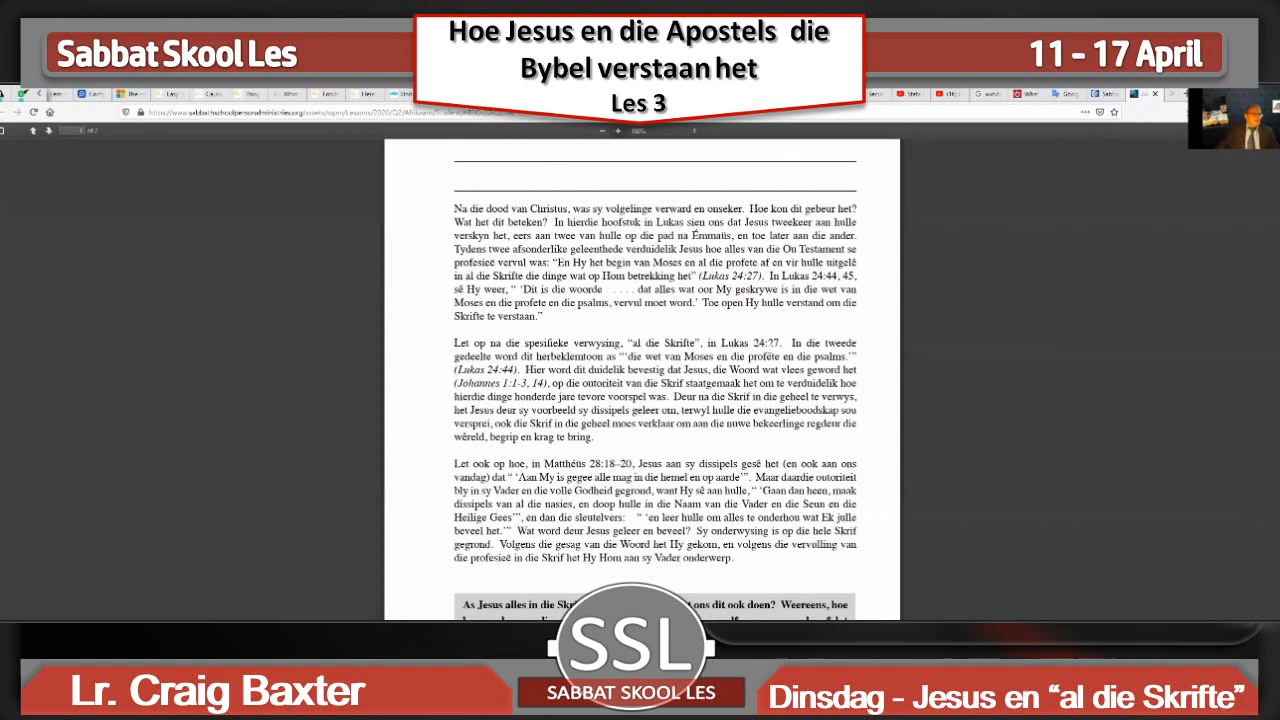 Sabbat Skool Les
Hoe Jesus en die Apostels die
Bybel verstaan het
Les 3
11 - 17 April
Na die dood van Christus, was sy volgelinge verward en onseker. Hoe kon dit gebeur het?
Wat het dit beteken? In hierdie hoofstuk in Lukas sien ons dat Jesus tweekeer aan hulle
verskyn het, eers aan twee van hulle op die pad na Émmaüs, en toe later aan die ander.
Tydens twee afsonderlike geleenthede verduidelik Jesus hoe alles van die Ou Testament se
profesieë vervul was: “En Hy het begin van Moses en al die profete af en vir hulle uitgelê
in al die Skrifte die dinge wat op Hom betrekking het” (Lukas 24:27). In Lukas 24:44, 45,
sê Hy weer, “ ‘Dit is die woorde . . . . dat alles wat oor My geskrywe is in die wet van
Moses en die profete en die psalms, vervul moet word.’ Toe open Hy hulle verstand om die
Skrifte te verstaan.”
Let op na die spesifieke verwysing, “al die Skrifte”, in Lukas 24:27. In die tweede
gedeelte word dit herbeklemtoon as “‘die wet van Moses en die profete en die psalms.’”
(Lukas 24:44). Hier word dit duidelik bevestig dat Jesus, die Woord wat vlees geword het
(Johannes 1:1-3, 14), op die outoriteit van die Skrif staatgemaak het om te verduidelik hoe
hierdie dinge honderde jare tevore voorspel was. Deur na die Skrif in die geheel te verwys,
het Jesus deur sy voorbeeld sy dissipels geleer om, terwyl hulle die evangelieboodskap sou
versprei, ook die Skrif in die geheel moes verklaar om aan die nuwe bekeerlinge regdeur die
wêreld, begrip en krag te bring.
Let ook op hoe, in Matthéüs 28:18–20, Jesus aan sy dissipels gesê het (en ook aan ons
vandag) dat “ ‘Aan My is gegee alle mag in die hemel en op aarde’”. Maar daardie outoriteit
bly in sy Vader en die volle Godheid gegrond, want Hy sê aan hulle, “ ‘Gaan dan heen, maak
dissipels van al die nasies, en doop hulle in die Naam van die Vader en die Seun en die
Heilige Gees’”, en dan die sleutelvers: “ ‘en leer hulle om alles te onderhou wat Ek julle
beveel het.’” Wat word deur Jesus geleer en beveel? Sy onderwysing is op die hele Skrif
gegrond. Volgens die gesag van die Woord het Hy gekom, en volgens die vervulling van
die profesieë in die Skrif het Hy Hom aan sy Vader onderwerp.
As Jesus alles in die ons dit ook doen? Weereens, hoe
SSL
SABBAT SKOOL LES
Lr. Craig Baxter
Dinsdag - Jesus en “al die Skrifte”